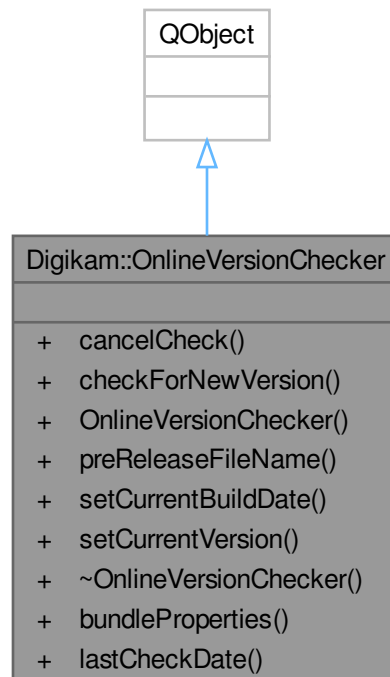 QObject
Digikam::OnlineVersionChecker
+ cancelCheck()
+ checkForNewVersion()
+ OnlineVersionChecker()
+ preReleaseFileName()
+ setCurrentBuildDate()
+ setCurrentVersion()
+ ~OnlineVersionChecker()
+ bundleProperties()
+ lastCheckDate()